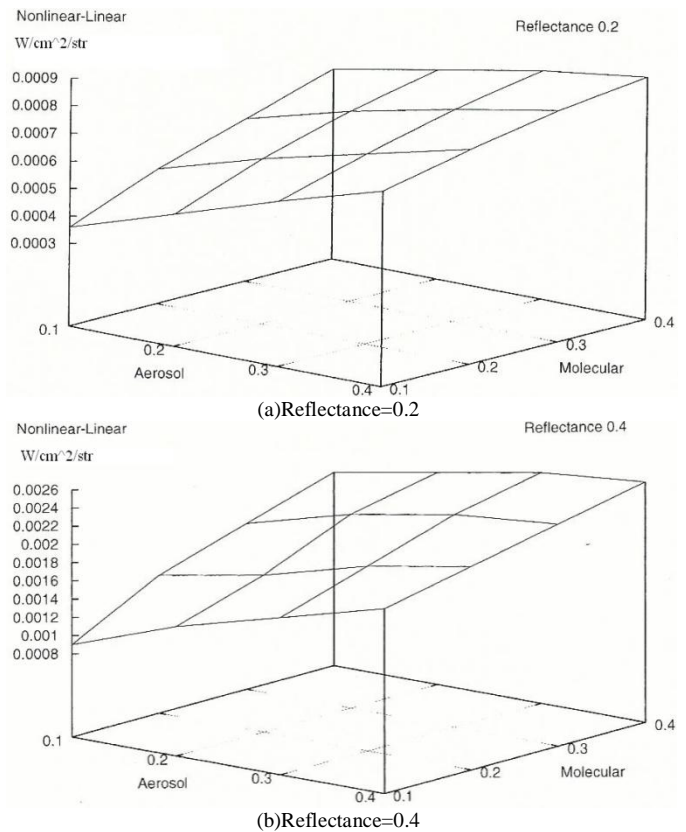 Nonlinear-Linear
Reflectance 0.2
W/cm^2/str
0.0009
0.0008
0.0007
0.0006
0.0005
0.0004
0.0003
0.1
0.2
0.3
0.4
Aerosol
0.1
0.2
0.3
0.4
Molecular
(a)Reflectance=0.2
Nonlinear-Linear
Reflectance 0.4
W/cm^2/str
0.0026
0.0024
0.0022
0.002
0.0018
0.0016
0.0014
0.0012
0.001
0.0008
0.1
0.2
0.3
0.4
Aerosol
0.1
0.2
0.3
0.4
Molecular
(b)Reflectance=0.4